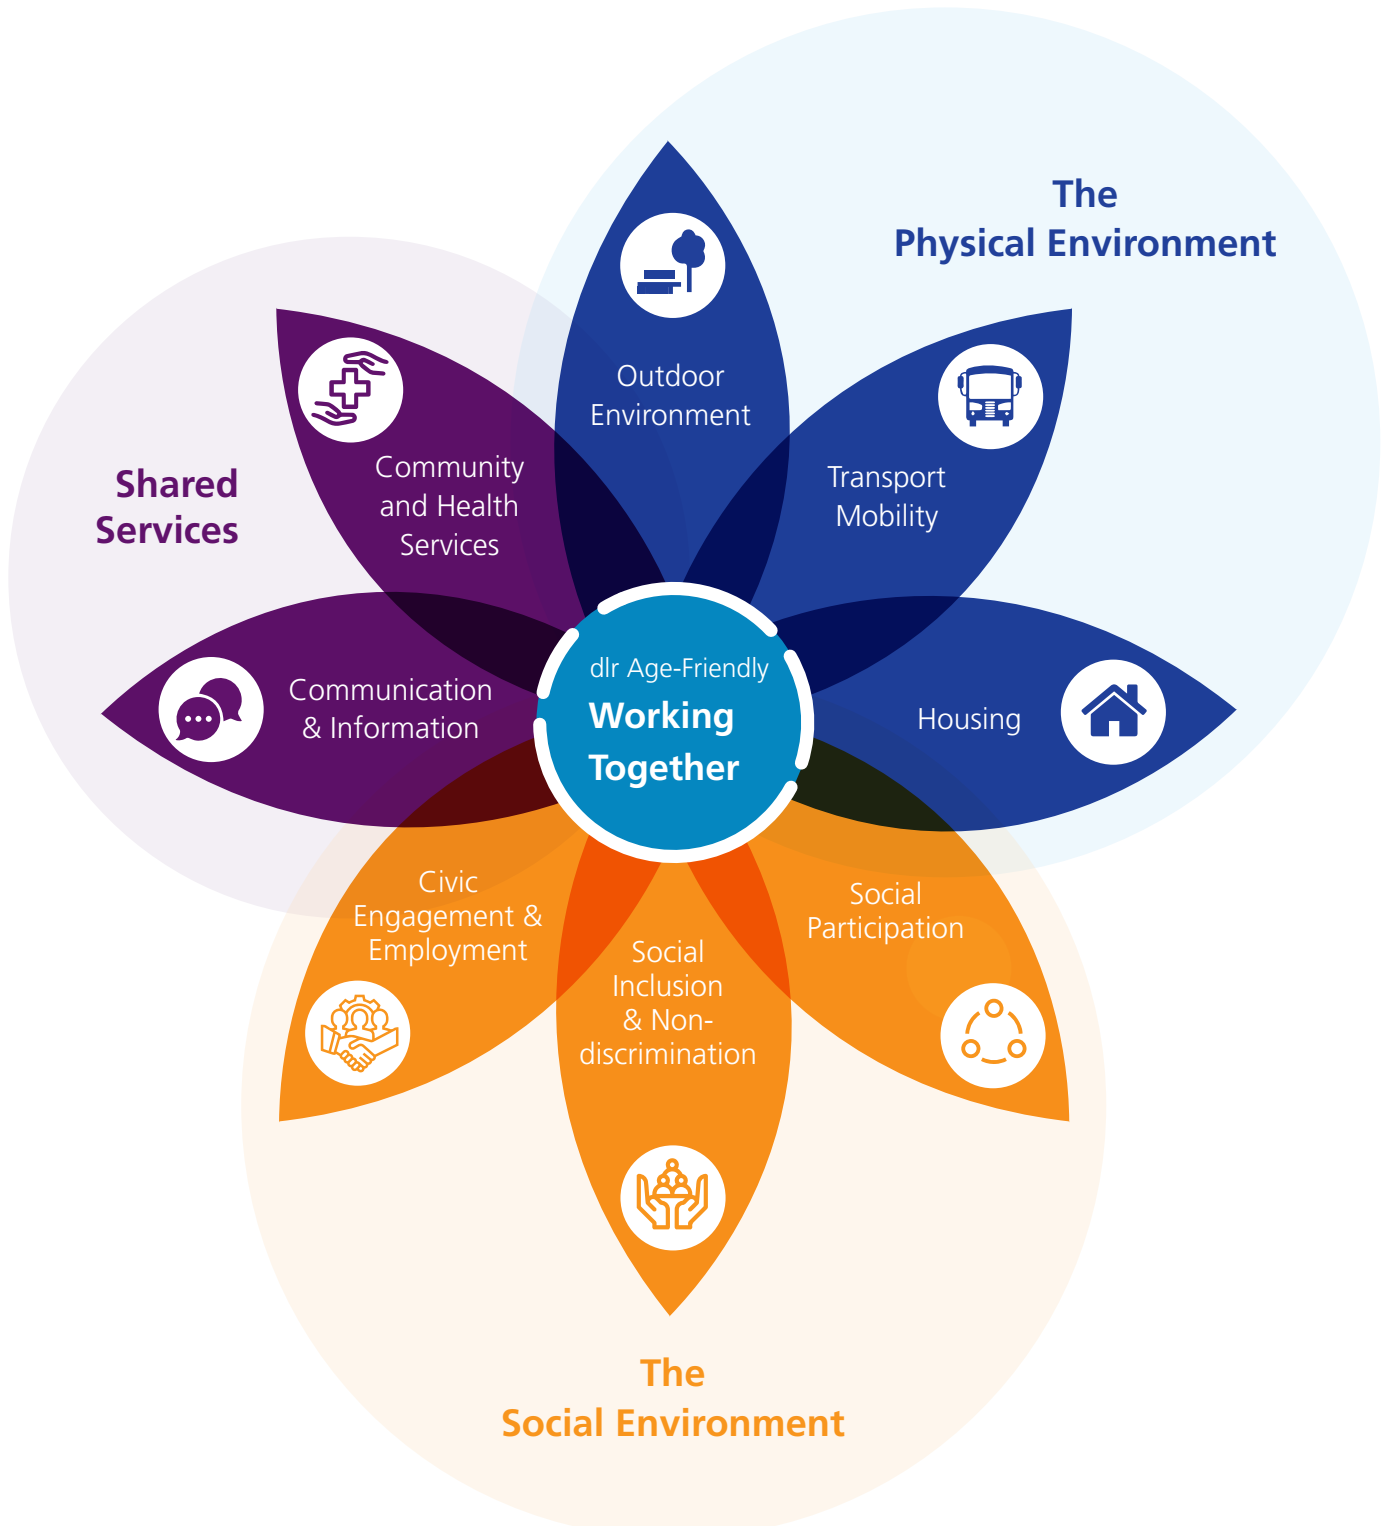 The
Physical Environment
Outdoor
Environment
Transport
Mobility
Housing
Shared
Services
Community
and Health
Services
Communication
& Information
dlr Age-Friendly
Working
Together
Civic
Engagement &
Employment
Social
Inclusion
& Non-
discrimination
Social
Participation
The
Social Environment